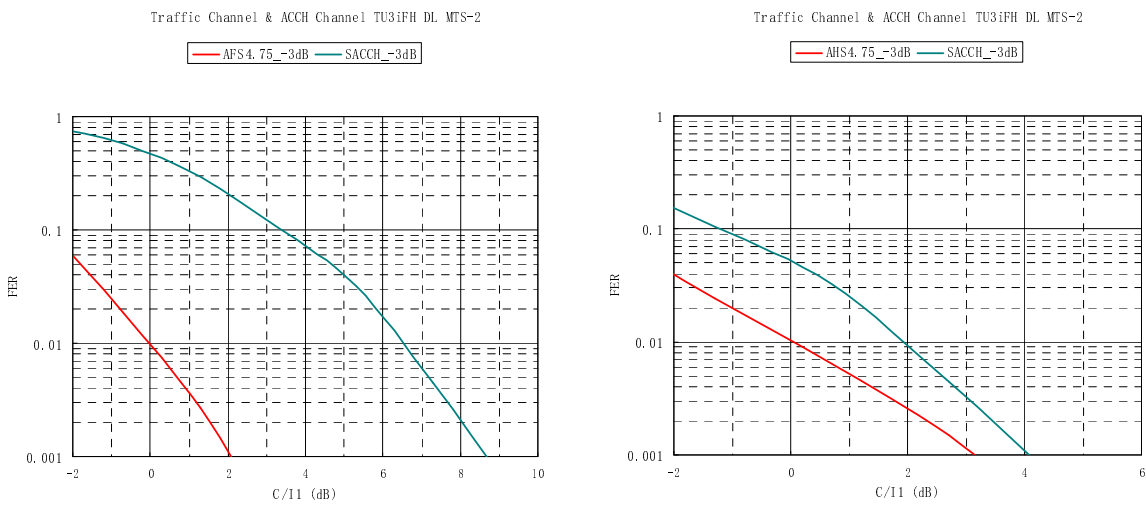 Traffic Channel & ACCH Channel TU3iFH DL MTS-2
AFS4.75_-3dB SACCH_-3dB
1
0.1
0.01
0.001
FER
-2 0 2 4 6 8 10
C/I1 (dB)
Traffic Channel & ACCH Channel TU3iFH DL MTS-2
AHS4.75_-3dB SACCH_-3dB
1
0.1
0.01
0.001
FER
-2 0 2 4 6
C/I1 (dB)